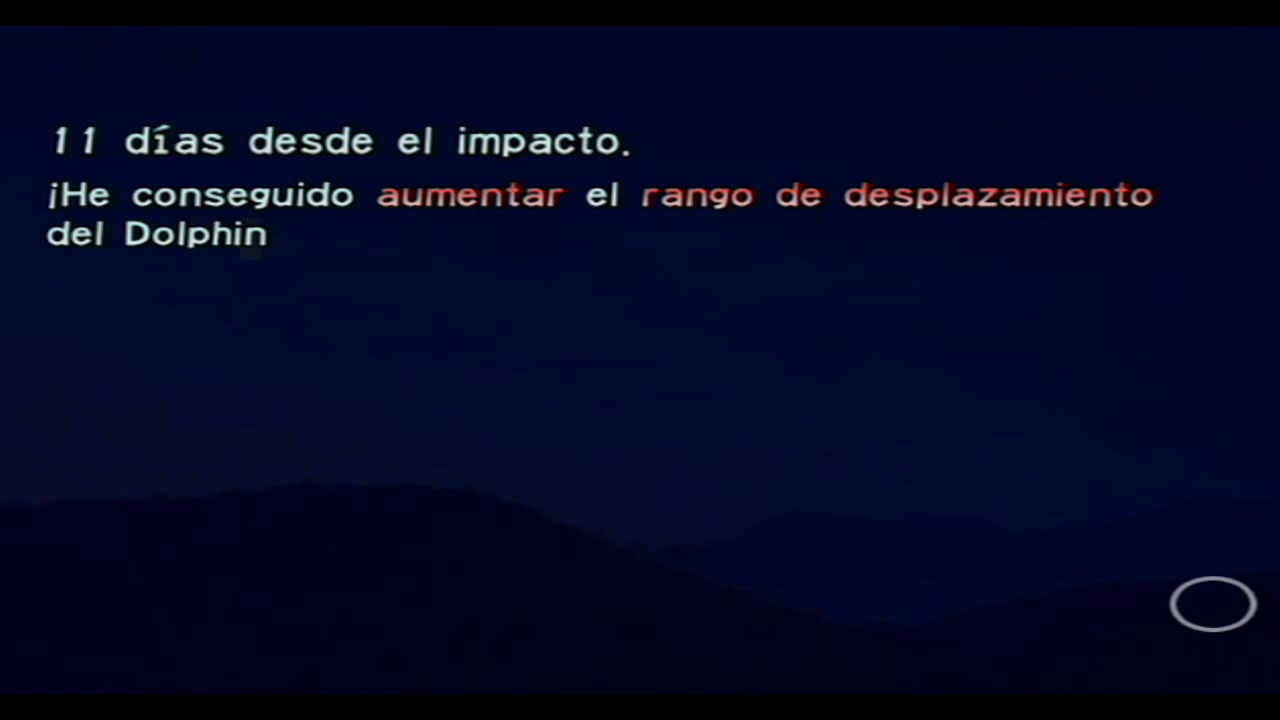 11 días desde el impacto.
¡He conseguido aumentar el rango de desplazamiento
del Dolphin